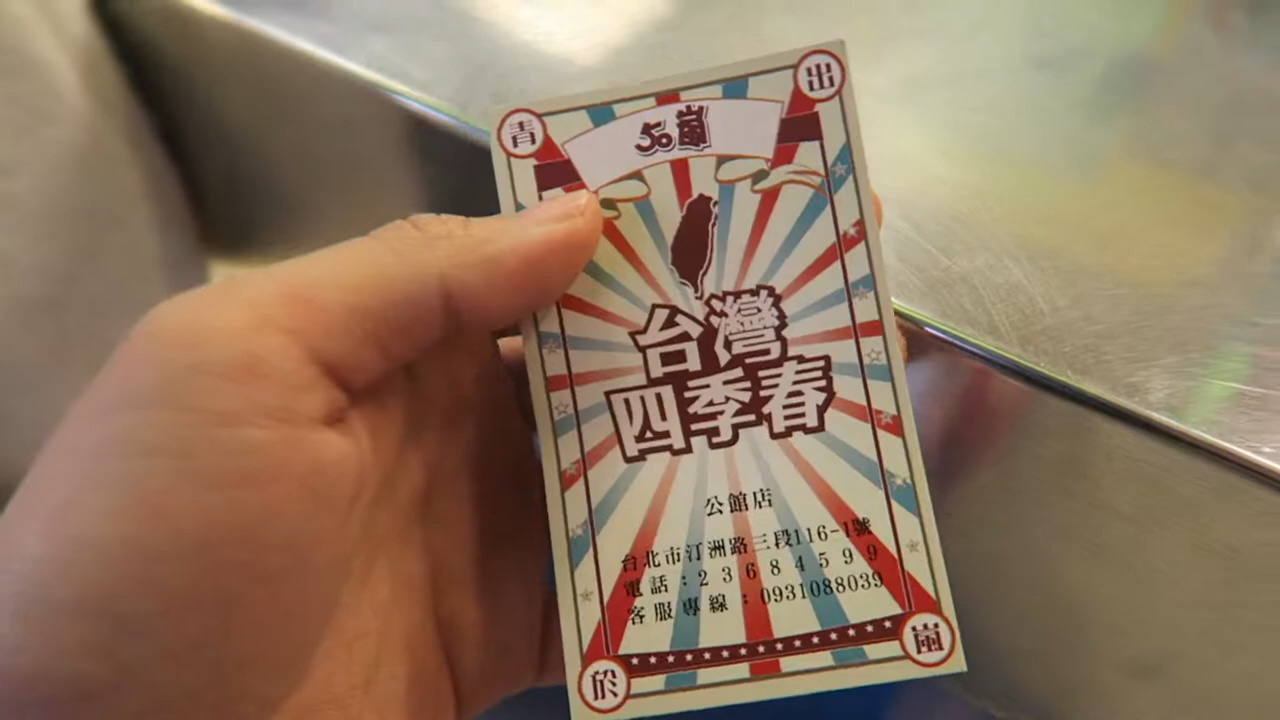 青 出
50嵐
台灣
四季春
公館店
台北市汀洲路三段116-1號
電話：23684599
客服專線：0931088039
於 嵐